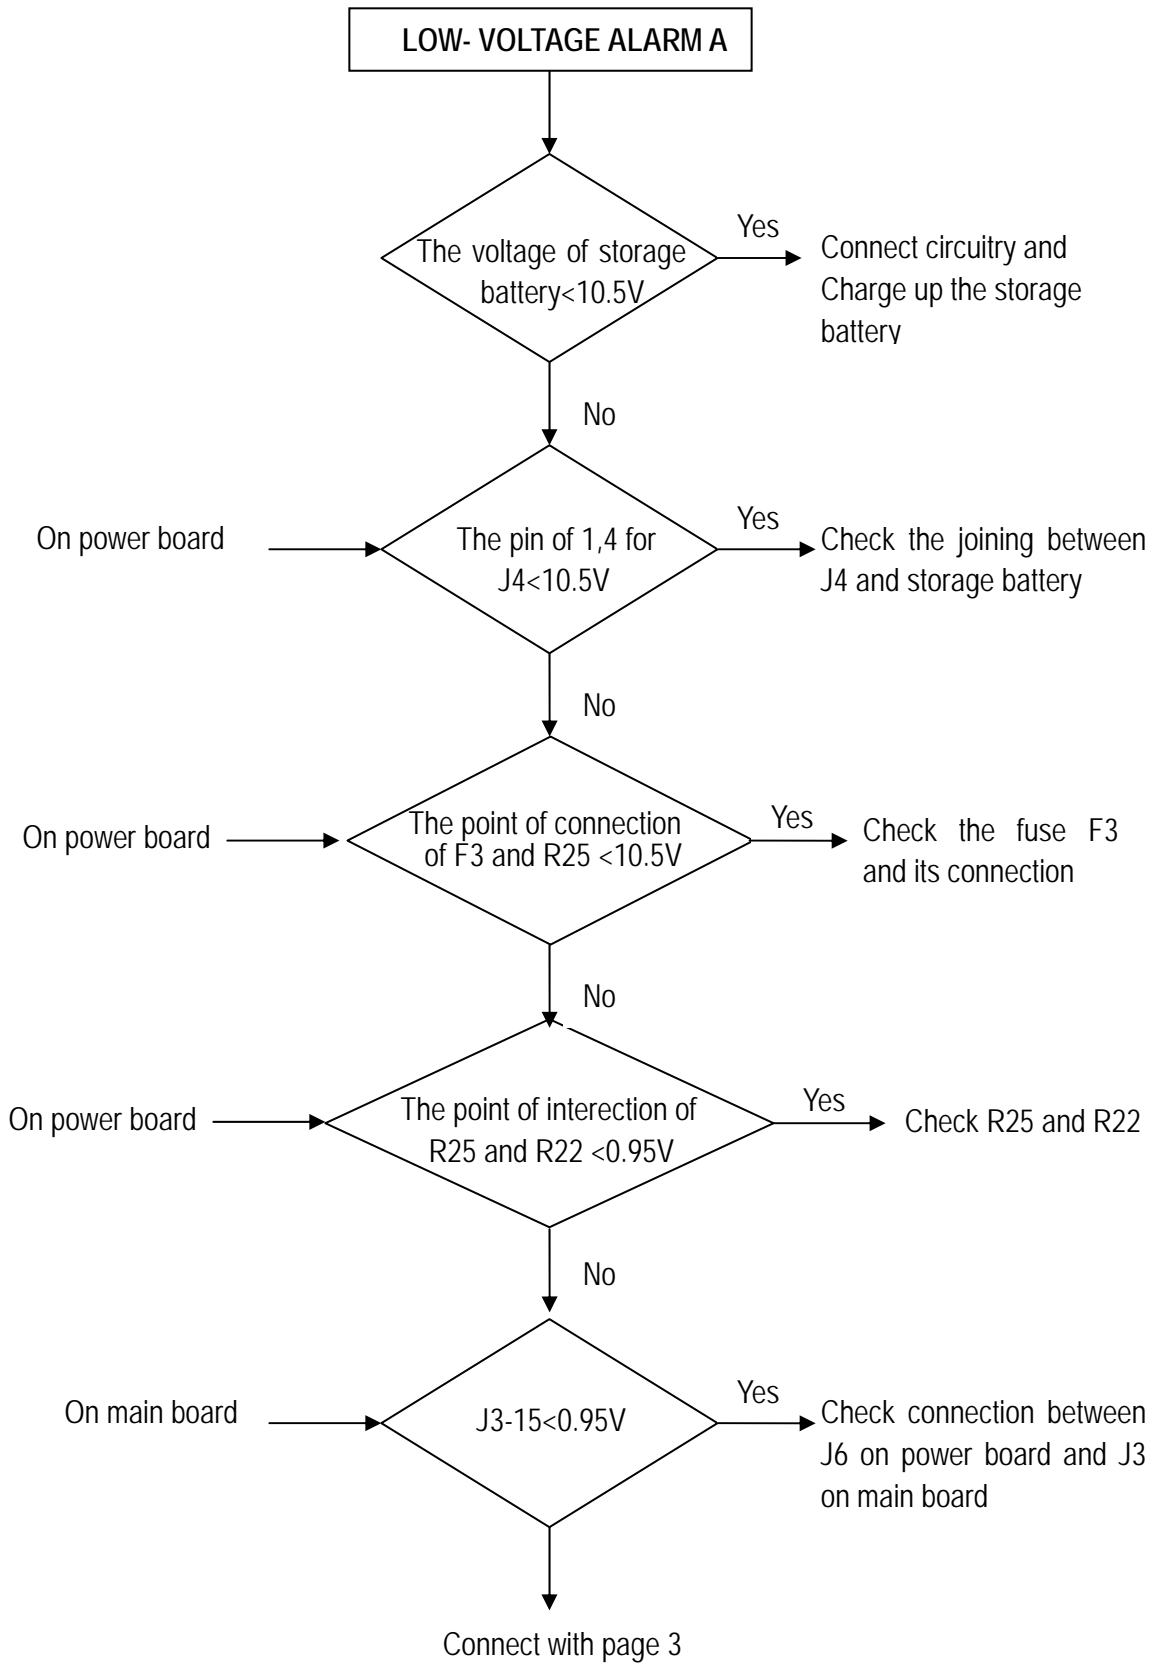 LOW- VOLTAGE ALARM A
The voltage of storage
battery<10.5V
Yes
Connect circuitry and
Charge up the storage
battery
No
On power board
The pin of 1,4 for
J4<10.5V
Yes
Check the joining between
J4 and storage battery
No
On power board
The point of connection
of F3 and R25 <10.5V
Yes
Check the fuse F3
and its connection
No
On power board
The point of interection of
R25 and R22 <0.95V
Yes
Check R25 and R22
No
On main board
J3-15<0.95V
Yes
Check connection between
J6 on power board and J3
on main board
Connect with page 3